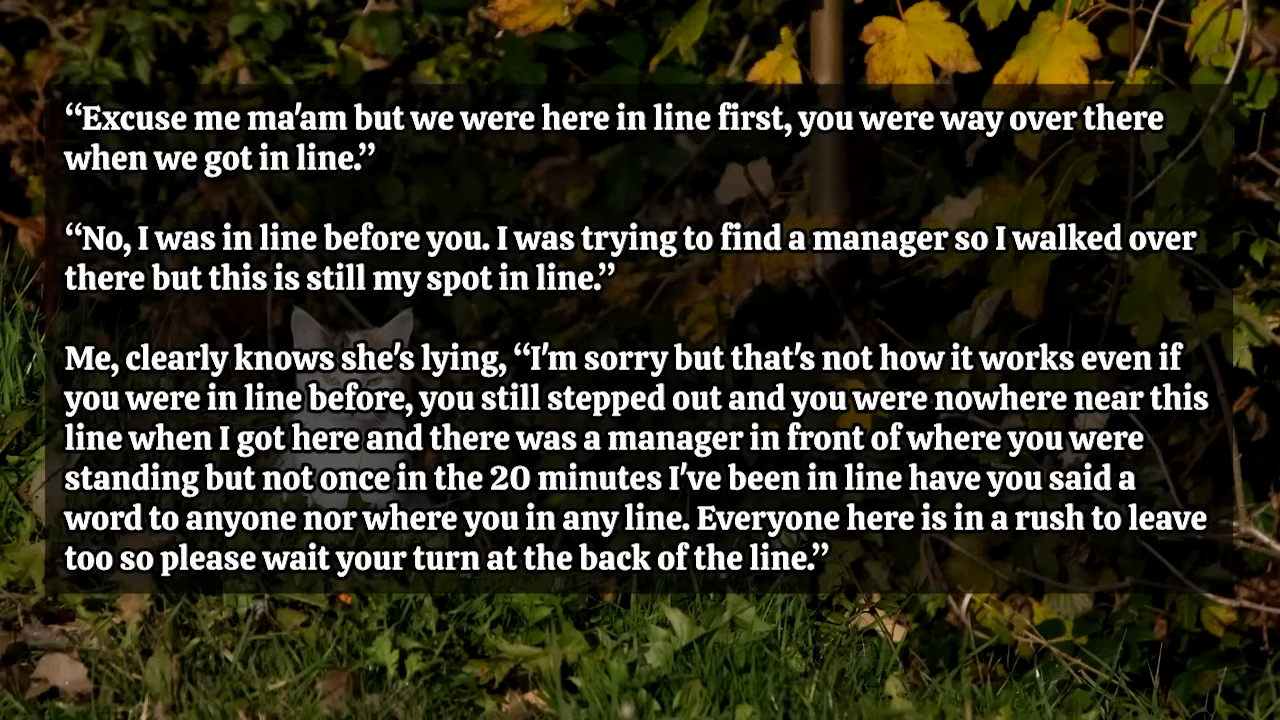 “Excuse me ma'am but we were here in line first, you were way over there
when we got in line.”
“No, I was in line before you. I was trying to find a manager so I walked over
there but this is still my spot in line.”
Me, clearly knows she's lying, “I'm sorry but that's not how it works even if
you were in line before, you still stepped out and you were nowhere near this
line when I got here and there was a manager in front of where you were
standing but not once in the 20 minutes I've been in line have you said a
word to anyone nor where you in any line. Everyone here is in a rush to leave
too so please wait your turn at the back of the line.”